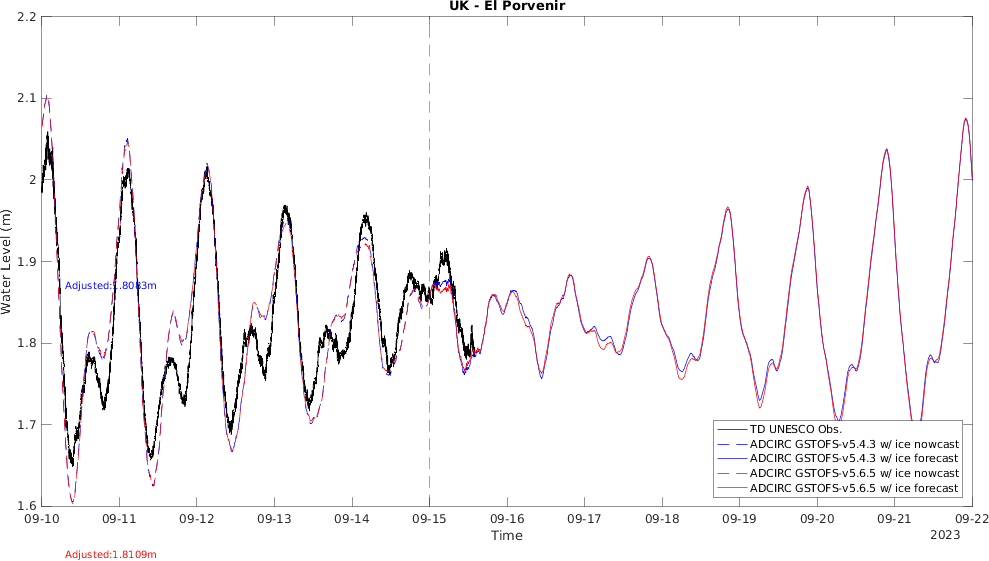 UK - El Porvenir
2.2
2.1
2
1.9
1.8
1.7
1.6
Water Level (m)
Adjusted:1.8083m
TD UNESCO Obs.
ADCIRC GSTOFS-v5.4.3 w/ ice nowcast
ADCIRC GSTOFS-v5.4.3 w/ ice forecast
ADCIRC GSTOFS-v5.6.5 w/ ice nowcast
ADCIRC GSTOFS-v5.6.5 w/ ice forecast
09-10 09-11 09-12 09-13 09-14 09-15 09-16 09-17 09-18 09-19 09-20 09-21 09-22
Time
2023
Adjusted:1.8109m